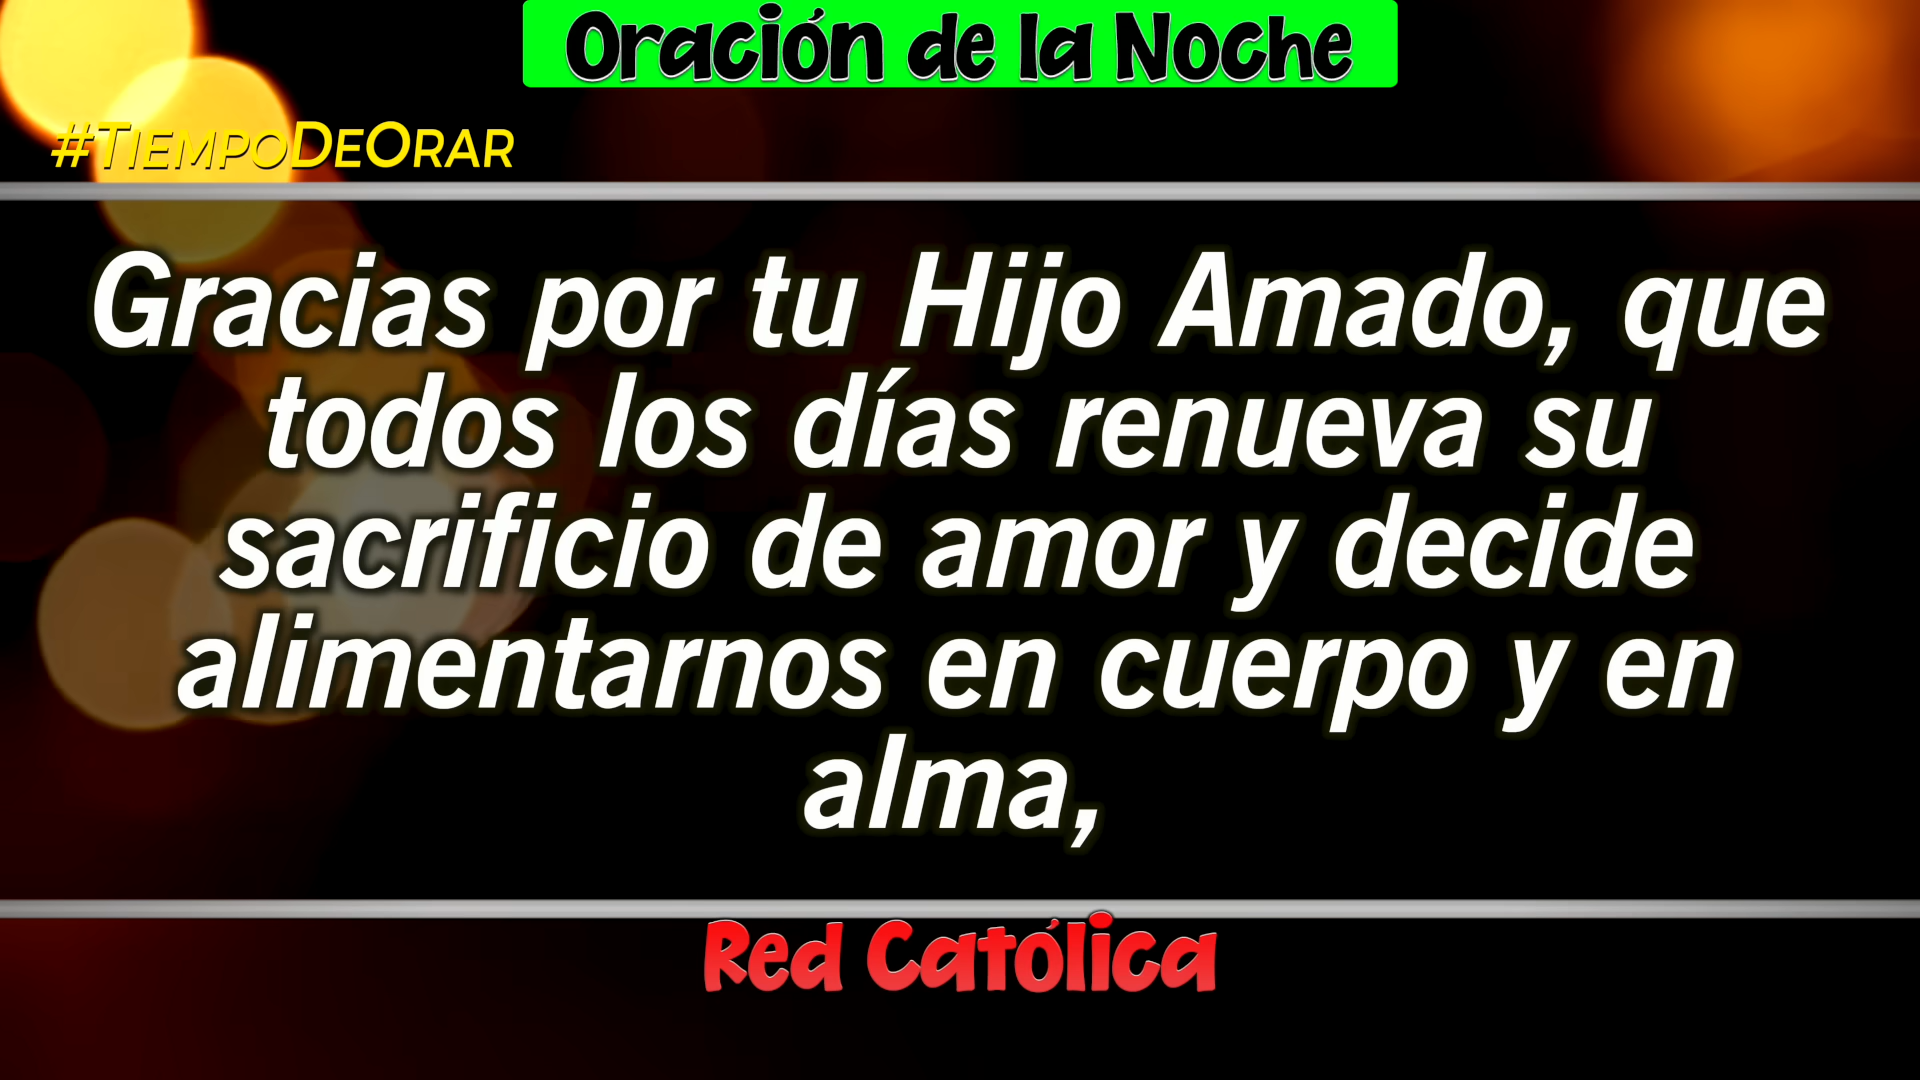 Oración de la Noche
#TiempoDeOrar
Gracias por tu Hijo Amado, que
todos los días renueva su
sacrificio de amor y decide
alimentarnos en cuerpo y en
alma,
Red Católica